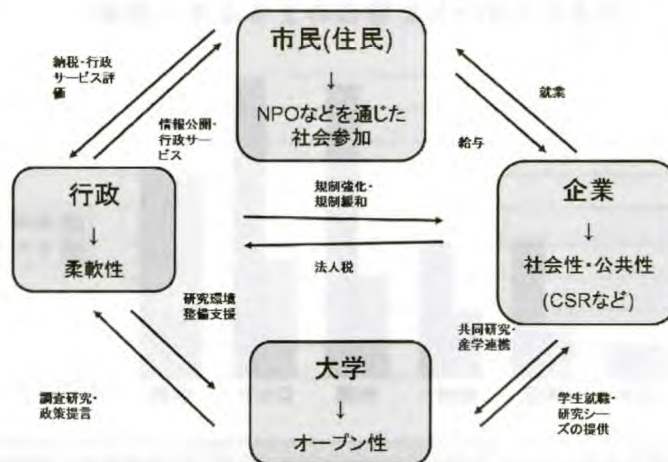 市民(住民)
↓
NPOなどを通じた
社会参加
納税・行政
サービス評
価
情報公開・
行政サー
ビス
就業
給与
行政
↓
柔軟性
規制強化・
規制緩和
法人税
企業
↓
社会性・公共性
(CSRなど)
研究環境
整備支援
共同研究・
産学連携
大学
↓
オープン性
調査研究・
政策提言
学生就職・
研究シー
ズの提供